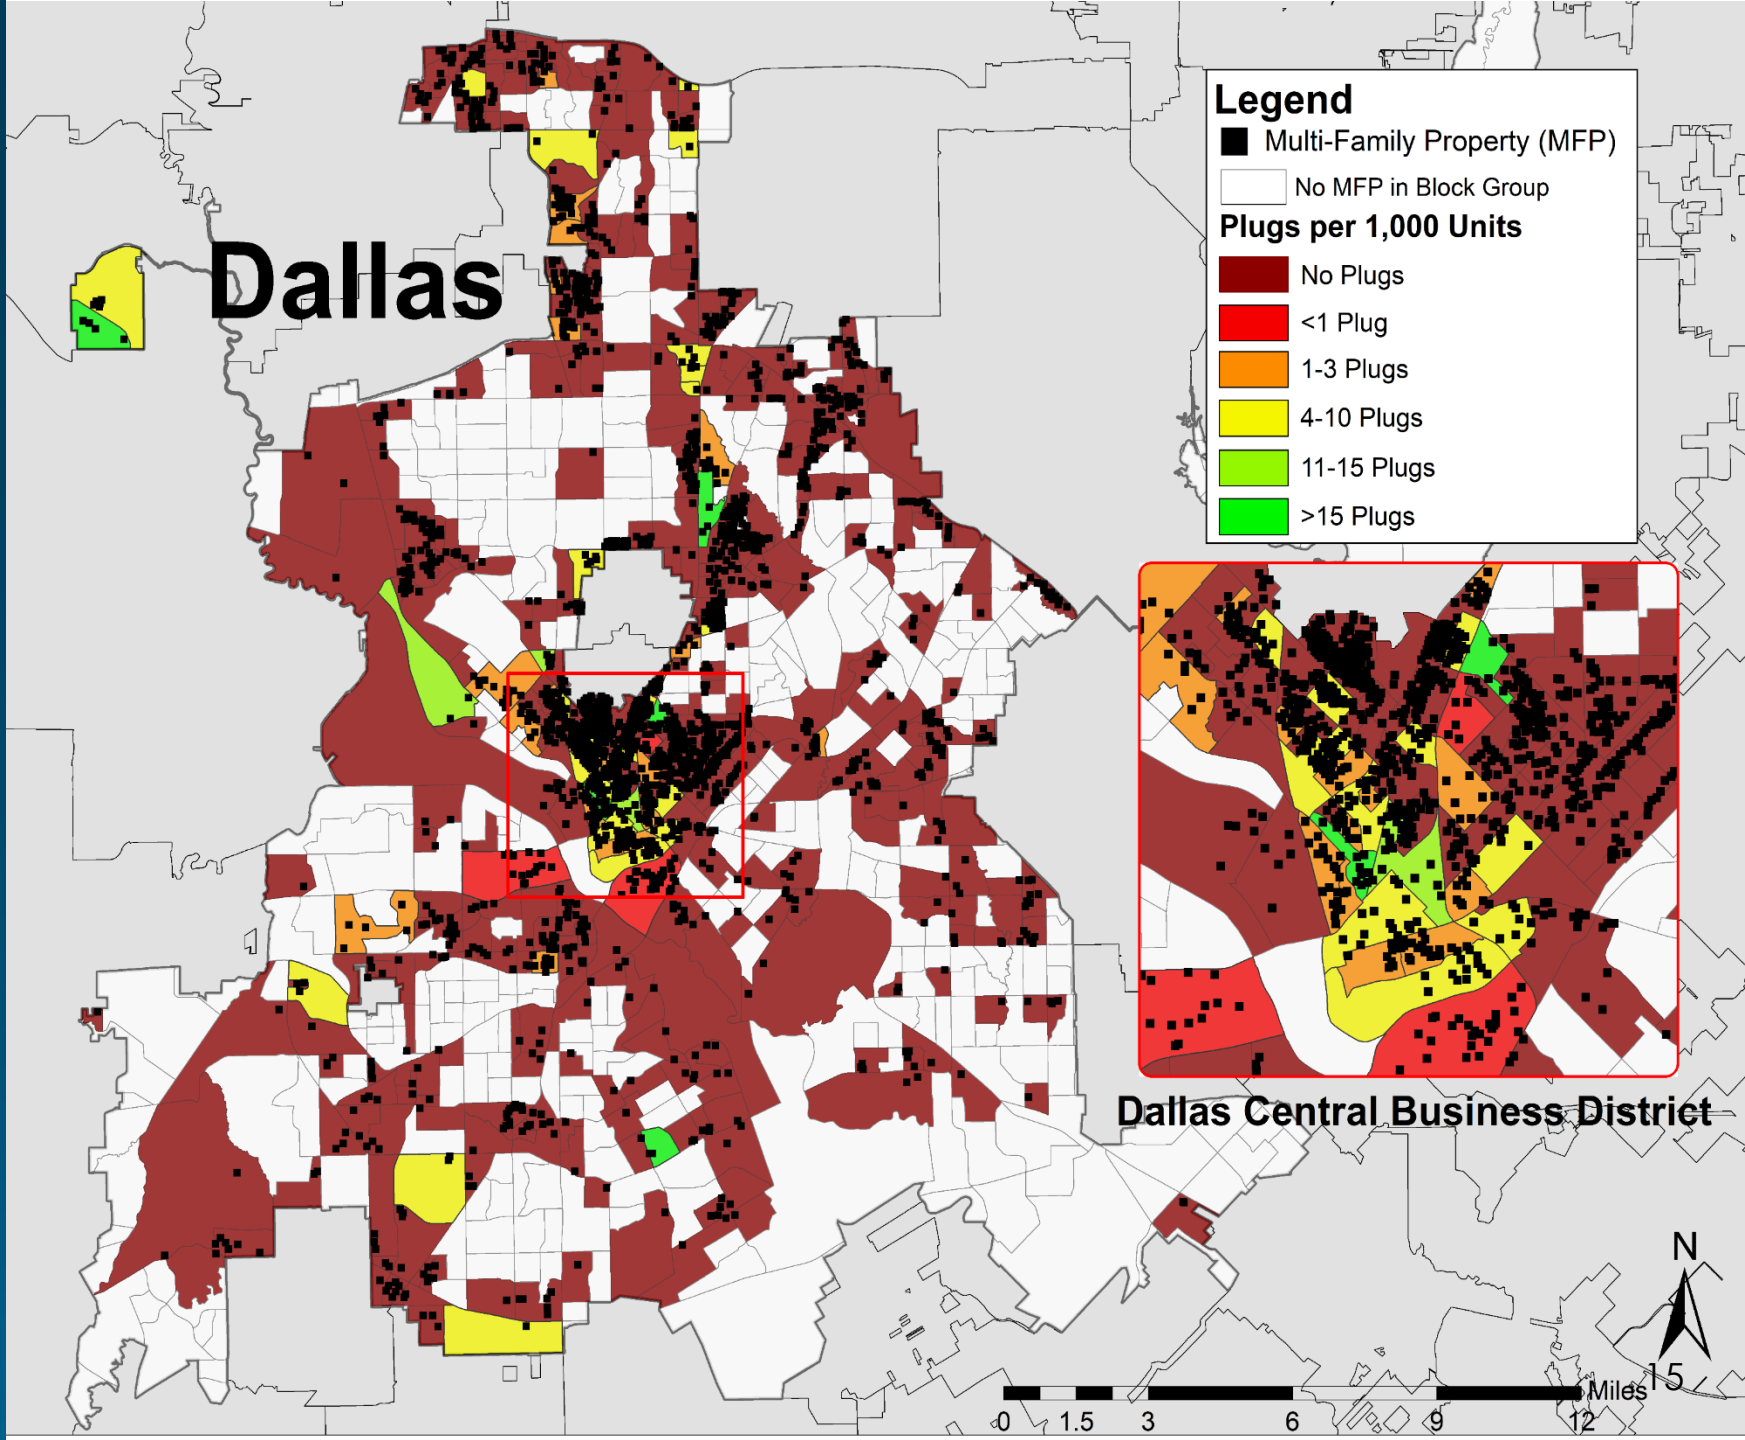 Legend
Multi-Family Property (MFP)
No MFP in Block Group
Plugs per 1,000 Units
No Plugs
<1 Plug
1-3 Plugs
4-10 Plugs
11-15 Plugs
>15 Plugs
Dallas
Dallas Central Business District
N
15
Miles
0 1.5 3 6 9 12